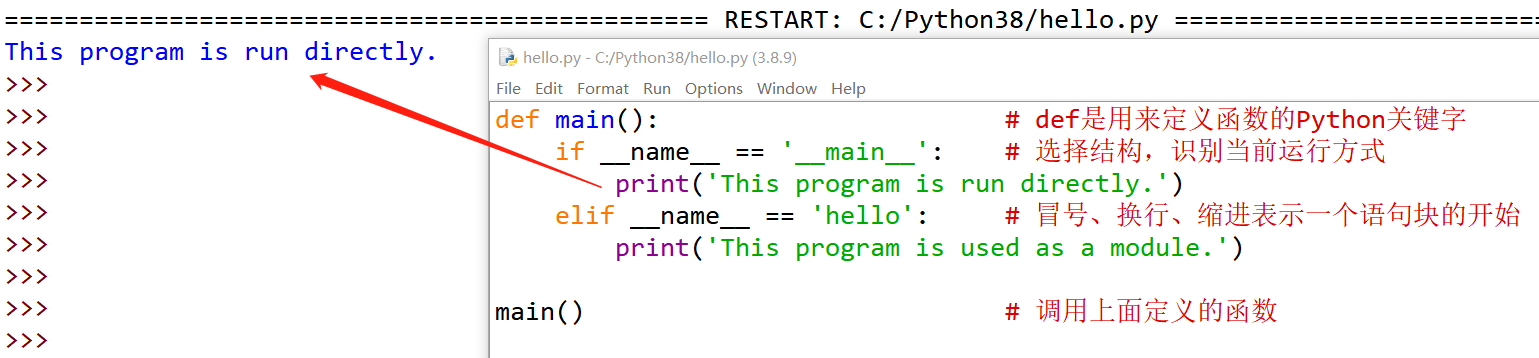 ============================================== RESTART: C:/Python38/hello.py ========================
This program is run directly.
>>>
>>>
>>>
>>>
>>>
>>>
>>>
>>>
>>>
hello.py - C:/Python38/hello.py (3.8.9)
File Edit Format Run Options Window Help
def main():                       # def是用来定义函数的Python关键字
    if __name__ == '__main__':    # 选择结构，识别当前运行方式
        print('This program is run directly.')
    elif __name__ == 'hello':     # 冒号、换行、缩进表示一个语句块的开始
        print('This program is used as a module.')
main()                            # 调用上面定义的函数